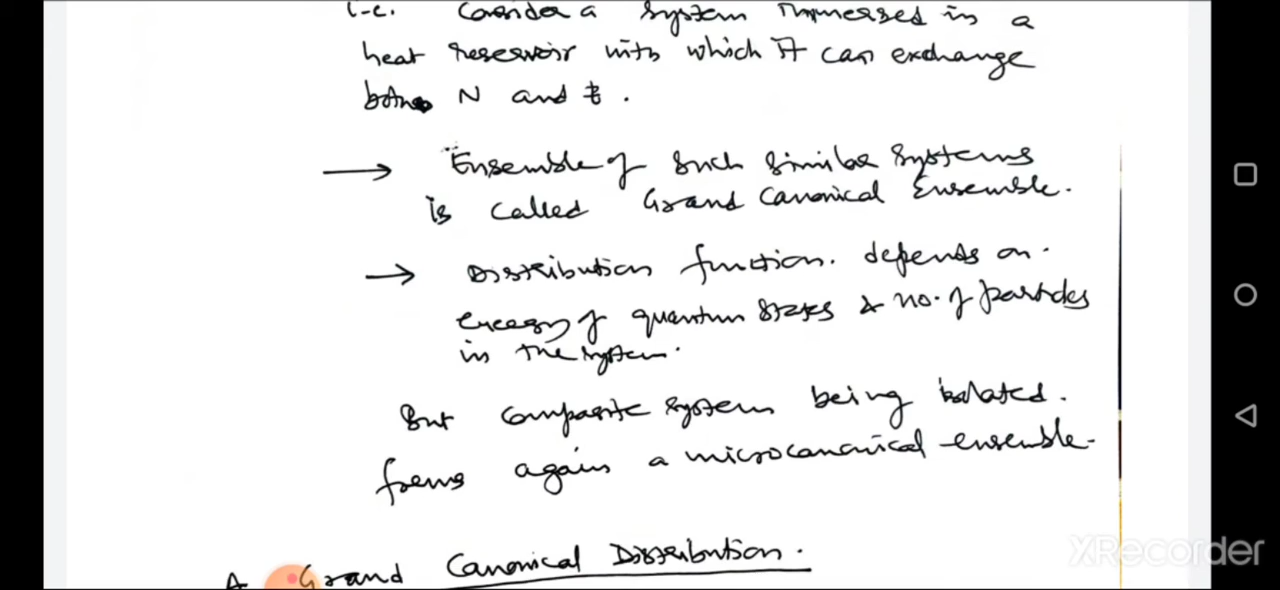 i.e. Consider a system immersed in a
heat reservoir with which it can exchange
both N and E.
→ Ensemble of such similar systems
is called Grand Canonical Ensemble.
→ Distribution function. depends on.
energy of quantum states & no. of particles
in the system.
But composite system being isolated.
forms again a microcanonical ensemble.
A Grand Canonical Distribution.
XRecorder